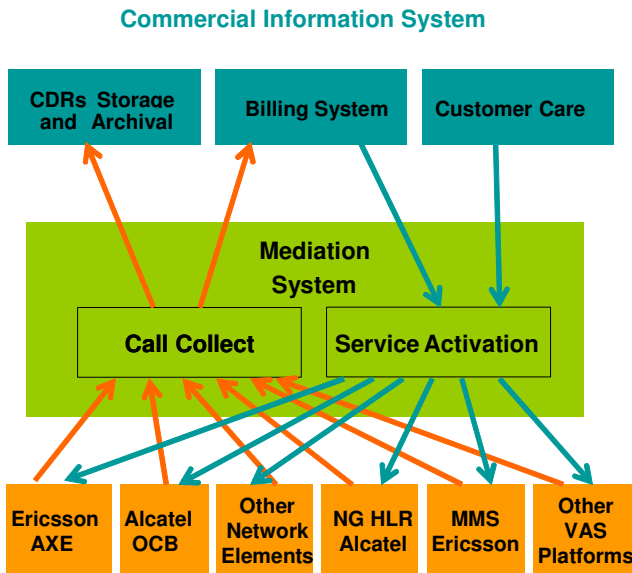 Commercial Information System
CDRs Storage
and Archival
Billing System
Customer Care
Mediation
System
Call Collect
Service Activation
Ericsson
AXE
Alcatel
OCB
Other
Network
Elements
NG HLR
Alcatel
MMS
Ericsson
Other
VAS
Platforms